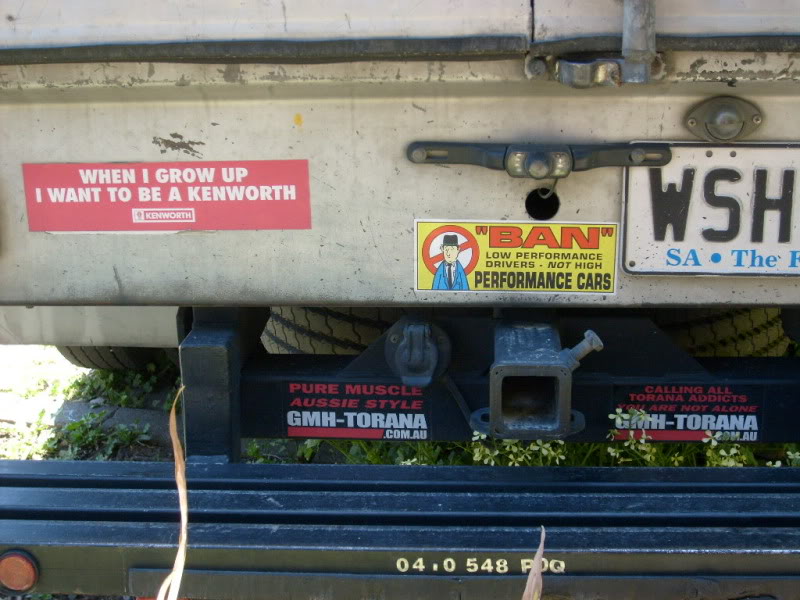 WHEN I GROW UP
I WANT TO BE A KENWORTH
KENWORTH
"BAN"
LOW PERFORMANCE
DRIVERS - NOT HIGH
PERFORMANCE CARS
WSH
SA • The F
PURE MUSCLE
AUSSIE STYLE
GMH-TORANA
.COM.AU
CALLING ALL
TORANA ADDICTS
YOU ARE NOT ALONE
GMH-TORANA
.COM.AU
04.0 548 PDQ